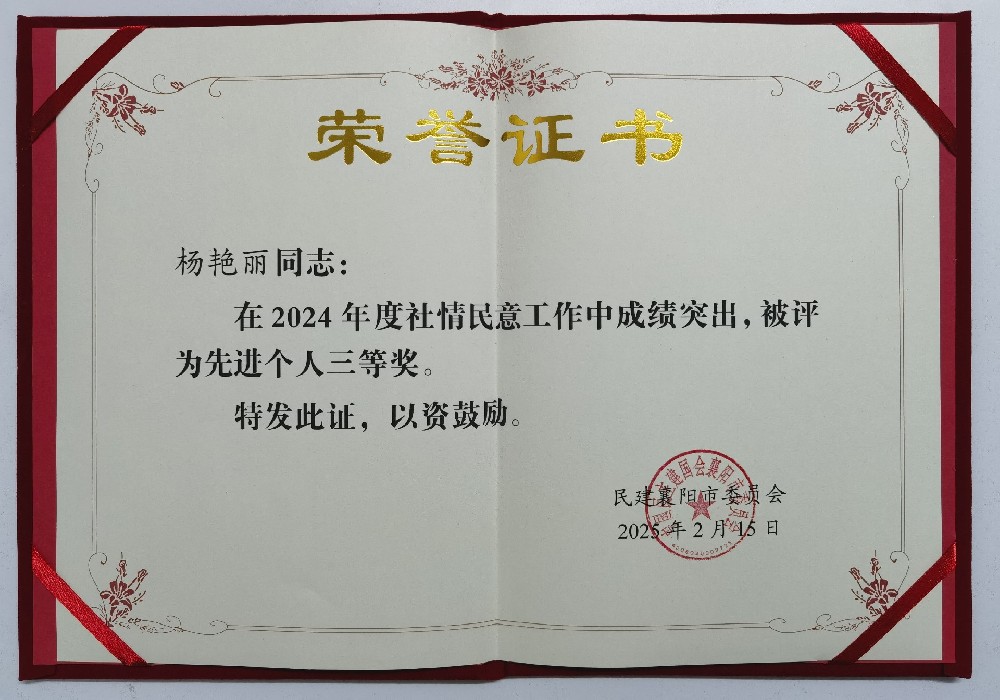 荣誉证书
杨艳丽同志：
在2024年度社情民意工作中成绩突出，被评
为先进个人三等奖。
特发此证，以资鼓励。
民建襄阳市委员会
2025年2月15日